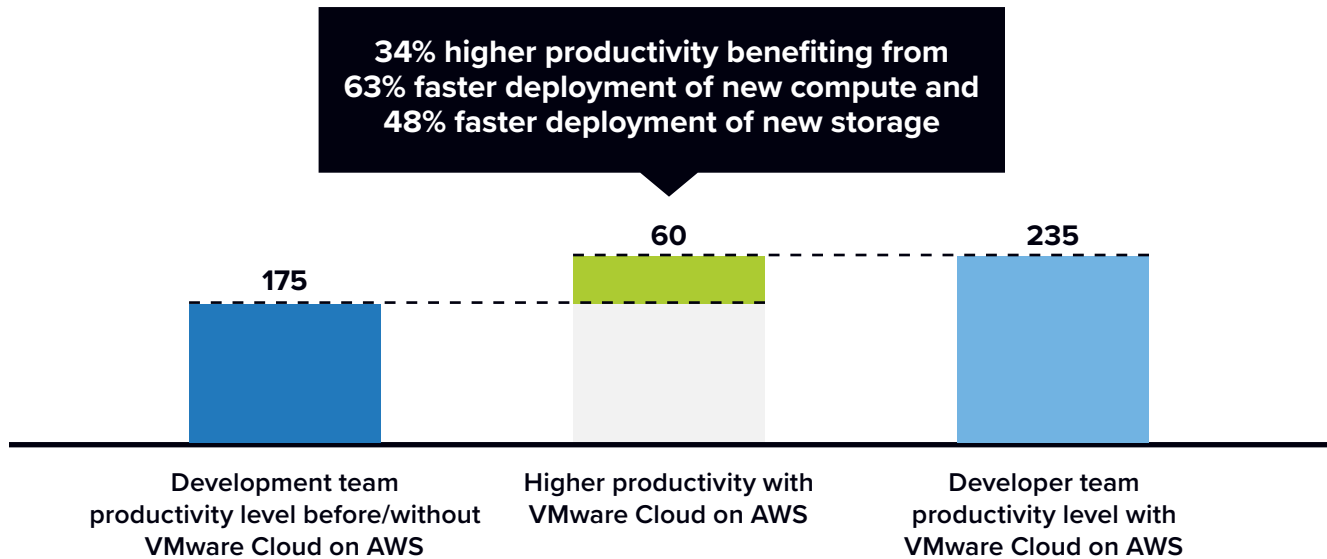 34% higher productivity benefiting from
63% faster deployment of new compute and
48% faster deployment of new storage
175
60
235
Development team
productivity level before/without
VMware Cloud on AWS
Higher productivity with
VMware Cloud on AWS
Developer team
productivity level with
VMware Cloud on AWS